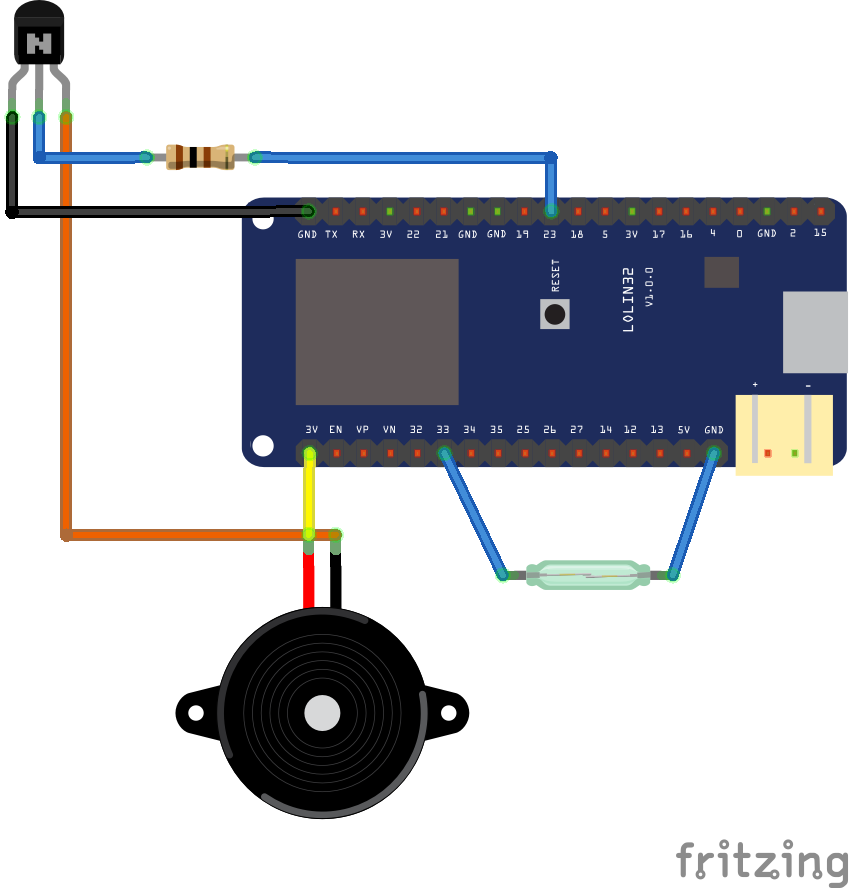 N
GND TX RX 3V 22 21 GND GND 19 23 18 5 3V 17 16 4 0 GND 2 15
RESET
LOLIN32
V1.0.0
+ -
3V EN VP VN 32 33 34 35 25 26 27 14 12 13 5V GND
fritzing